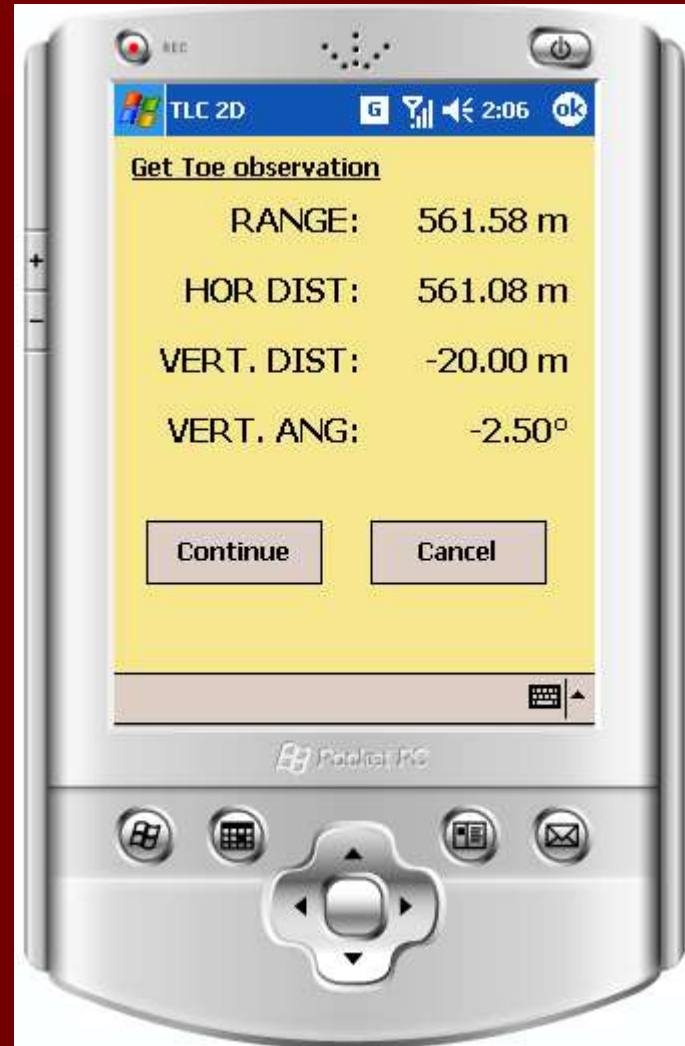 REC
TLC 2D G 2:06 ok
Get Toe observation
RANGE: 561.58 m
HOR DIST: 561.08 m
VERT. DIST: -20.00 m
VERT. ANG: -2.50º
Continue Cancel
Pocket PC